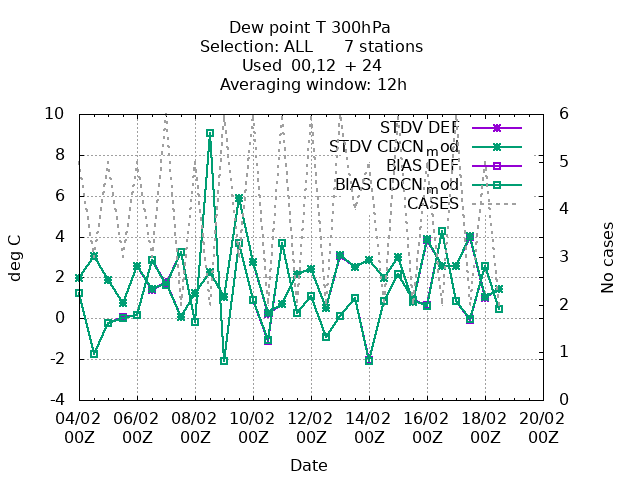 Dew point T 300hPa
Selection: ALL 7 stations
Used 00,12 + 24
Averaging window: 12h
10 6
STDV DEF
STDV CDCN_mod
8 5
BIAS DEF
BIAS CDCN_mod
6 4
CASES
4 3
deg C No cases
2 2
0
-2 1
-4 0
04/02 06/02 08/02 10/02 12/02 14/02 16/02 18/02 20/02
00Z 00Z 00Z 00Z 00Z 00Z 00Z 00Z 00Z
Date